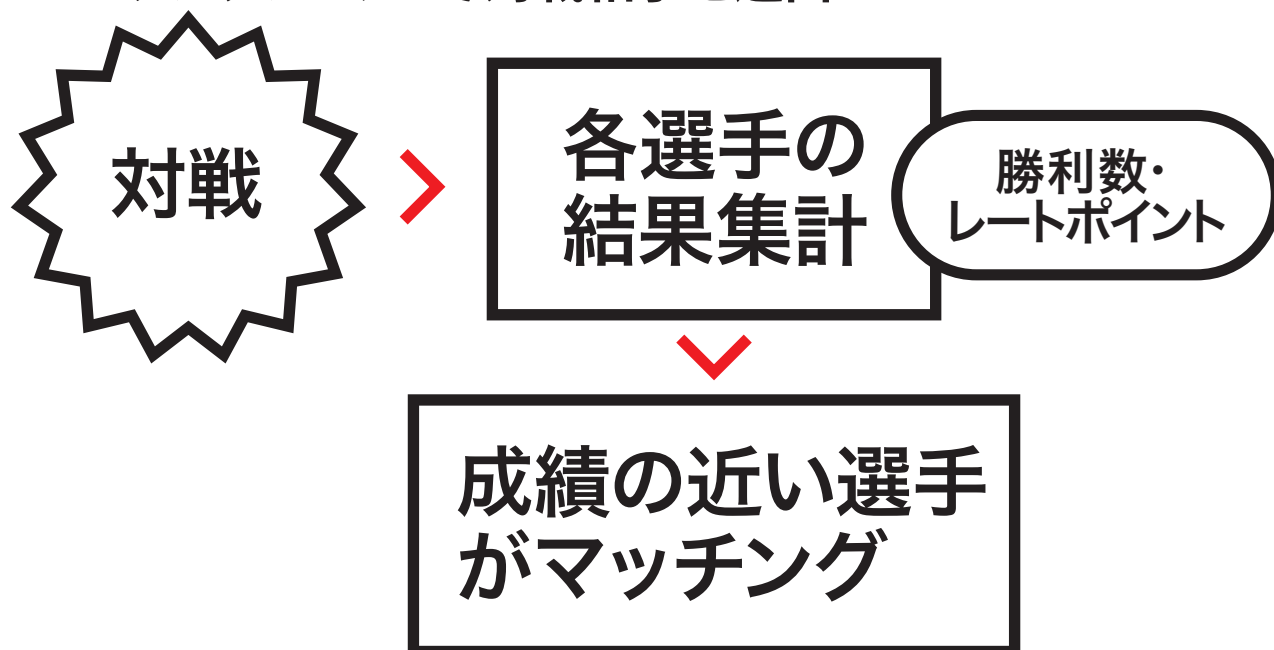 対戦
各選手の
結果集計
勝利数・
レートポイント
成績の近い選手
がマッチング